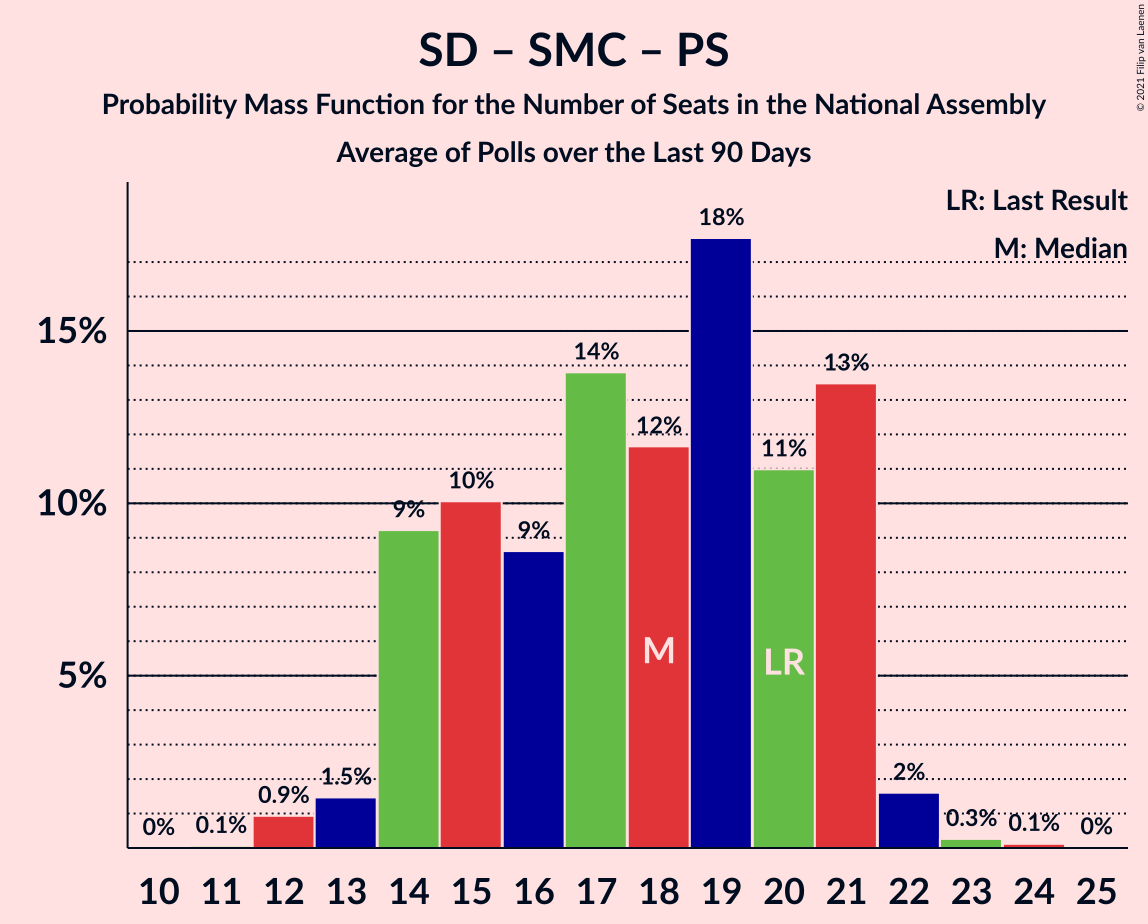 SD – SMC – PS
Probability Mass Function for the Number of Seats in the National Assembly
Average of Polls over the Last 90 Days
© 2021 Filip van Laenen
LR: Last Result
M: Median
15%
10%
5%
0%
0.1%
0.9%
1.5%
9%
10%
9%
14%
12%
18%
11%
13%
2%
0.3%
0.1%
0%
M
LR
10 11 12 13 14 15 16 17 18 19 20 21 22 23 24 25